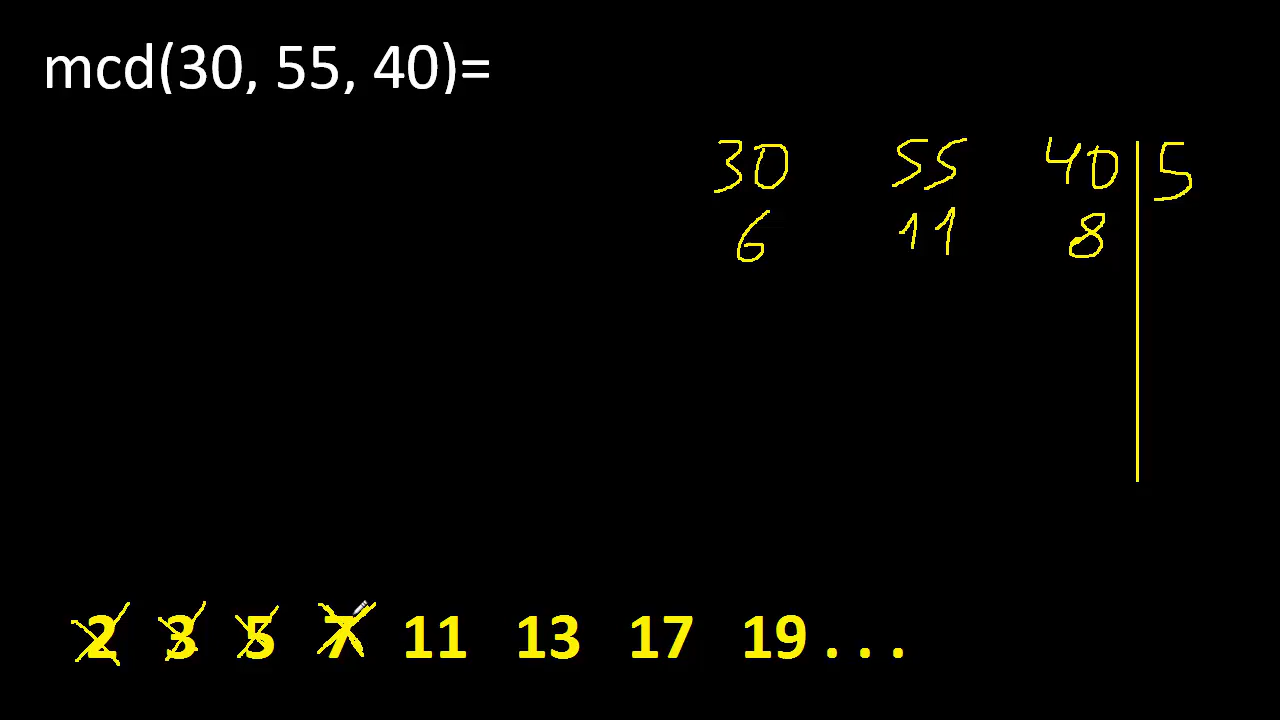 mcd(30, 55, 40)=
30 55 40 5
6 11 8
2 3 5 7 11 13 17 19 . . .